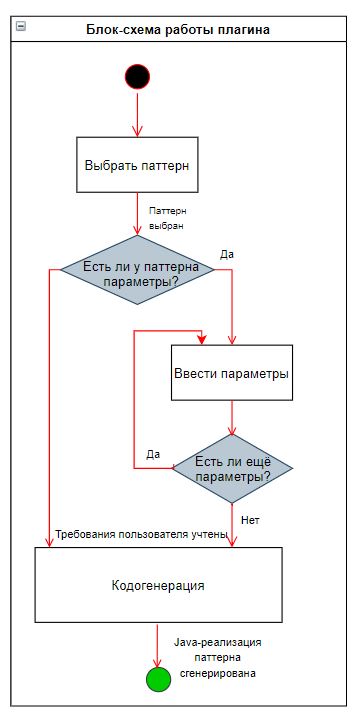 Блок-схема работы плагина
Выбрать паттерн
Паттерн
выбран
Есть ли у паттерна
параметры?
Да
Ввести параметры
Есть ли ещё
параметры?
Да
Нет
Требования пользователя учтены
Кодогенерация
Java-реализация
паттерна
сгенерирована